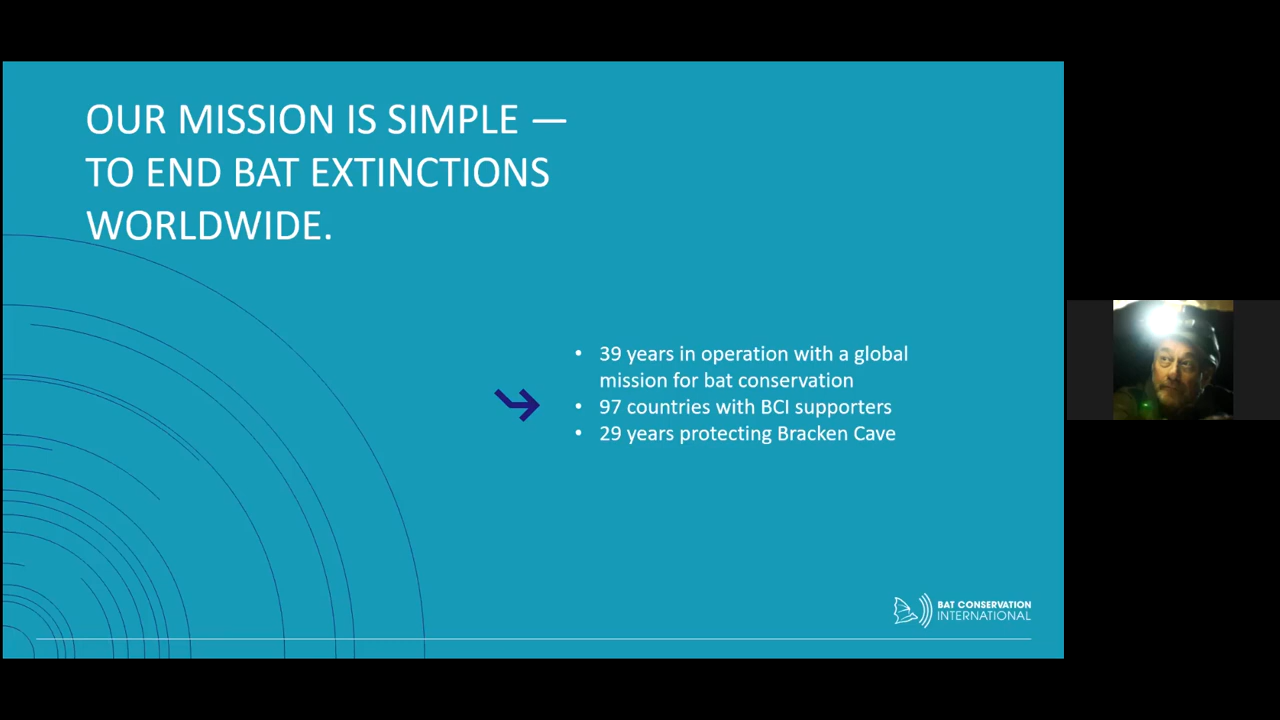 OUR MISSION IS SIMPLE —
TO END BAT EXTINCTIONS
WORLDWIDE.
• 39 years in operation with a global
mission for bat conservation
• 97 countries with BCI supporters
• 29 years protecting Bracken Cave
BAT CONSERVATION
INTERNATIONAL